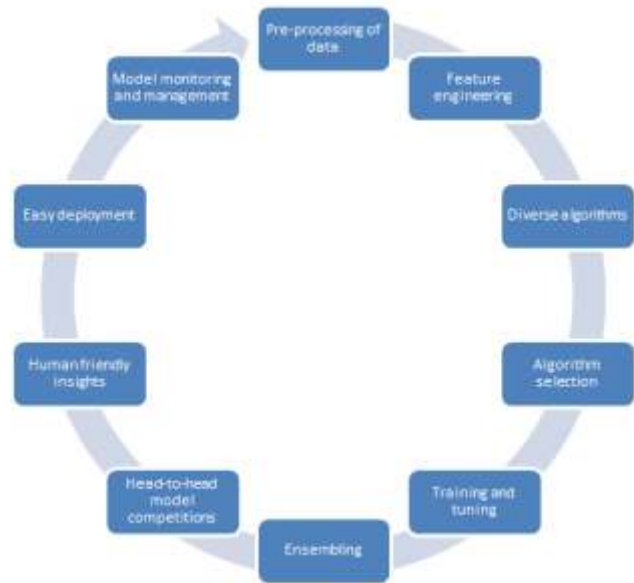 Pre-processing of
data
Feature
engineering
Diverse algorithms
Algorithm
selection
Training and
tuning
Ensembling
Head-to-head
model
competitions
Human friendly
insights
Easy deployment
Model monitoring
and management